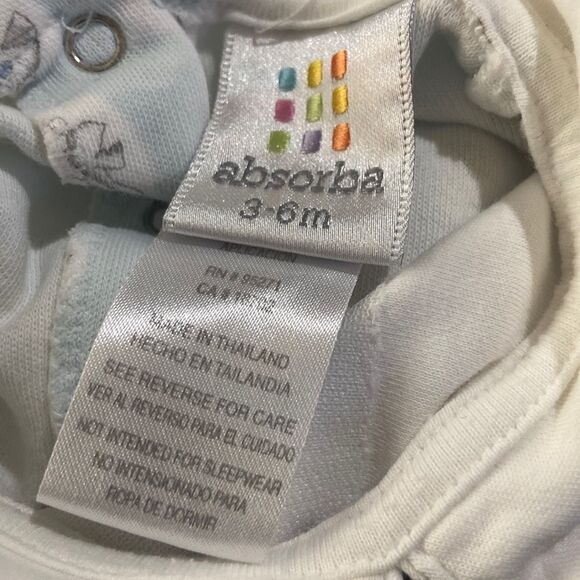 absorba
3-6m
RN # 95271
CA #
MADE IN THAILAND
HECHO EN TAILANDIA
SEE REVERSE FOR CARE
VER AL REVERSO PARA EL CUIDADO
NOT INTENDED FOR SLEEPWEAR
NO INTENSIONADO PARA
ROPA DE DORMIR